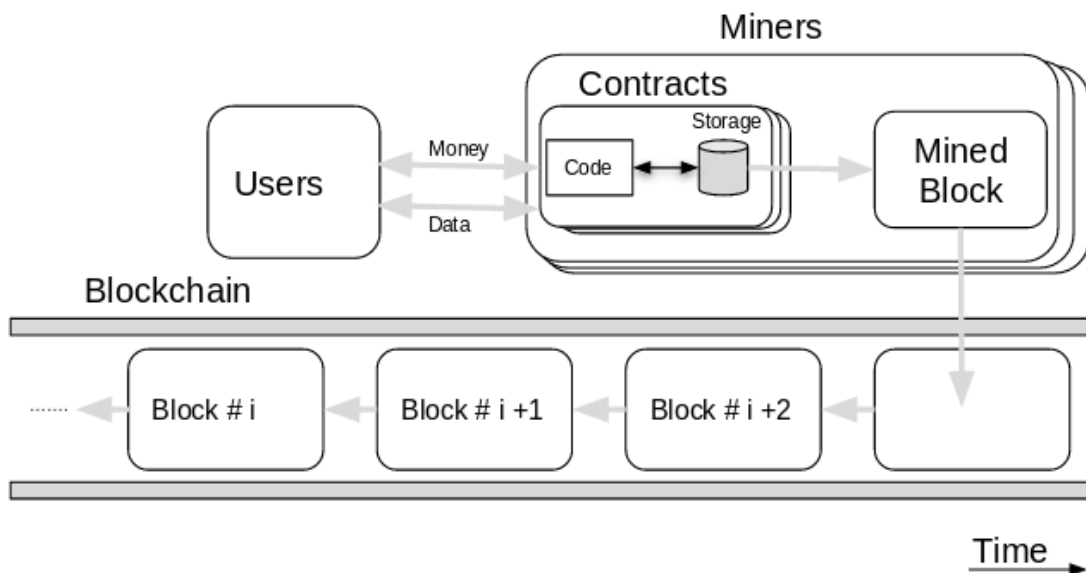 Miners
Contracts
Storage
Users
Money
Code
Mined
Block
Data
Blockchain
.......
Block # i
Block # i +1
Block # i +2
Time